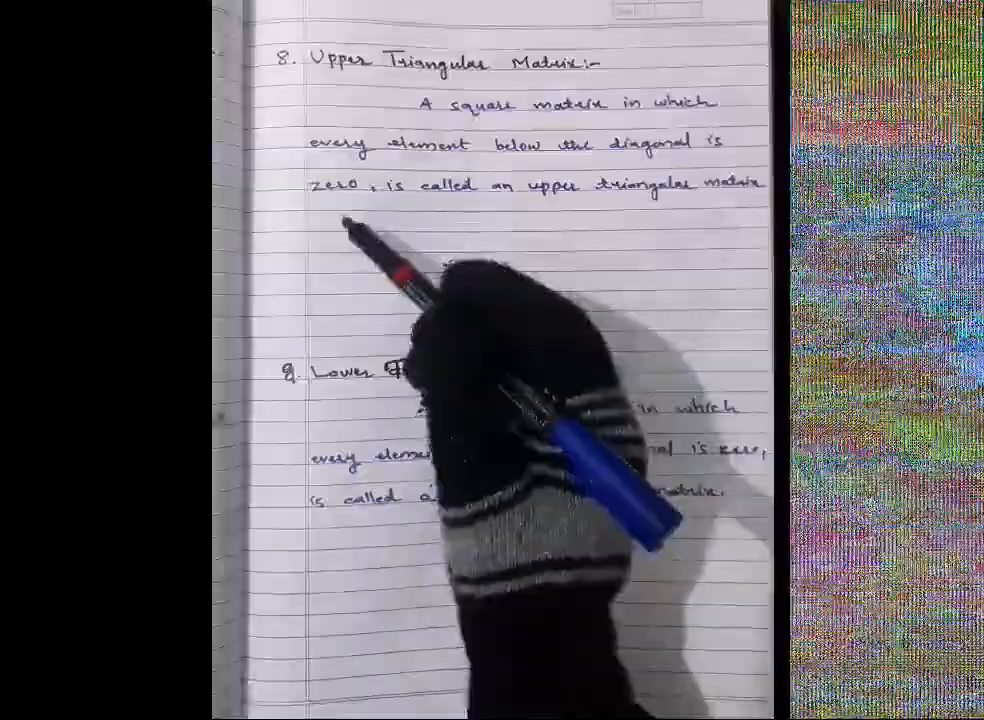 8. Upper Triangular Matrix:-
A square matrix in which
every element below the diagonal is
zero, is called an upper triangular matrix
9. Lower
in which
every is zero,
is called matrix.